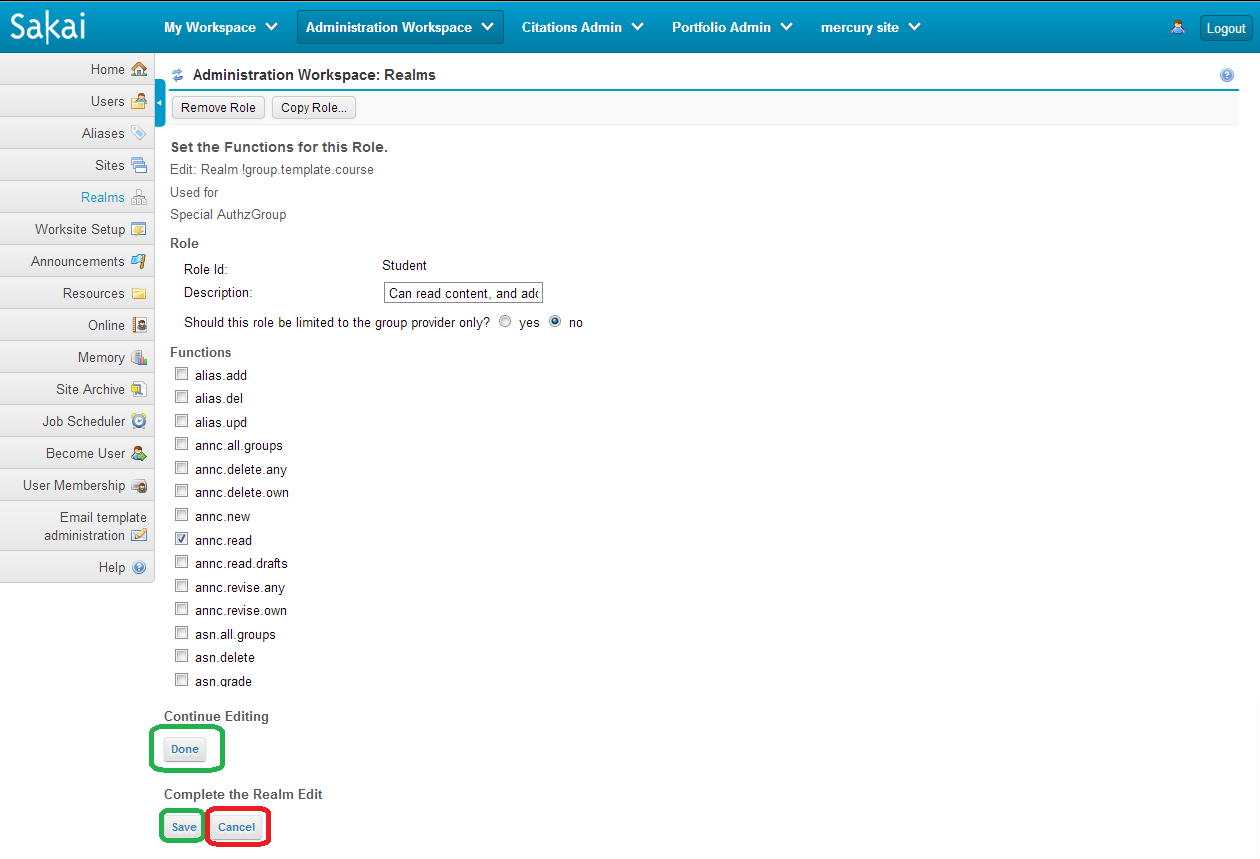 Sakai
My Workspace Administration Workspace Citations Admin Portfolio Admin mercury site Logout
Home
Users
Aliases
Sites
Realms
Worksite Setup
Announcements
Resources
Online
Memory
Site Archive
Job Scheduler
Become User
User Membership
Email template
administration
Help
Administration Workspace: Realms
Remove Role Copy Role...
Set the Functions for this Role.
Edit: Realm !group.template.course
Used for
Special AuthzGroup
Role
Role Id: Student
Description: Can read content, and add
Should this role be limited to the group provider only? yes no
Functions
alias.add
alias.del
alias.upd
annc.all.groups
annc.delete.any
annc.delete.own
annc.new
annc.read
annc.read.drafts
annc.revise.any
annc.revise.own
asn.all.groups
asn.delete
asn.grade
Continue Editing
Done
Complete the Realm Edit
Save Cancel